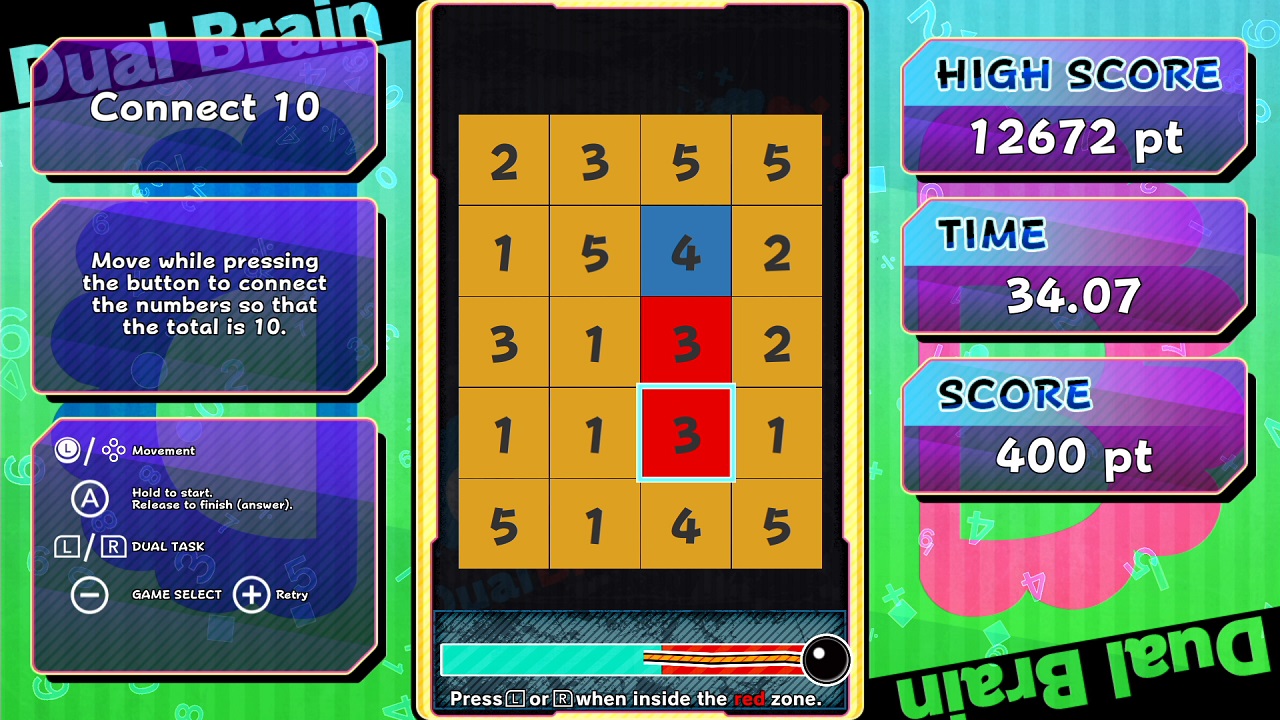 Dual Brain
Connect 10
Move while pressing
the button to connect
the numbers so that
the total is 10.
L / Movement
A Hold to start.
Release to finish (answer).
L / R DUAL TASK
− GAME SELECT + Retry
2 3 5 5
1 5 4 2
3 1 3 2
1 1 3 1
5 1 4 5
Press L or R when inside the red zone.
HIGH SCORE
12672 pt
TIME
34.07
SCORE
400 pt
Dual Brain